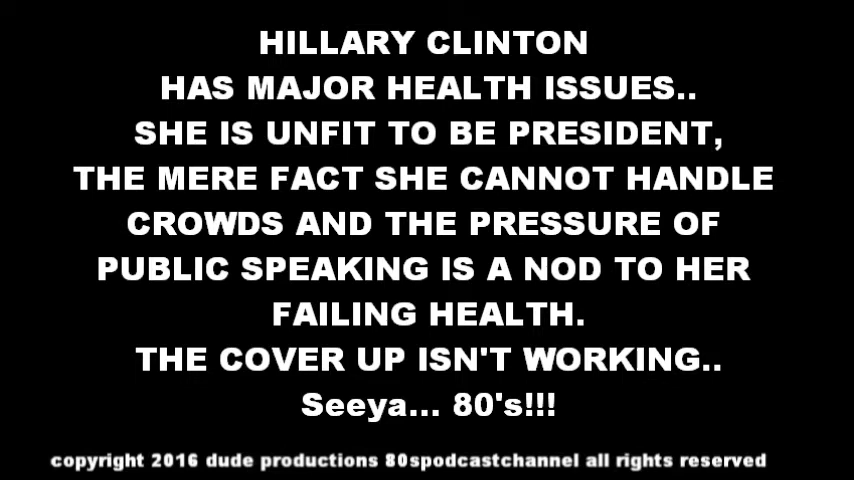 HILLARY CLINTON
HAS MAJOR HEALTH ISSUES..
SHE IS UNFIT TO BE PRESIDENT,
THE MERE FACT SHE CANNOT HANDLE
CROWDS AND THE PRESSURE OF
PUBLIC SPEAKING IS A NOD TO HER
FAILING HEALTH.
THE COVER UP ISN'T WORKING..
Seeya... 80's!!!
copyright 2016 dude productions 80spodcastchannel all rights reserved